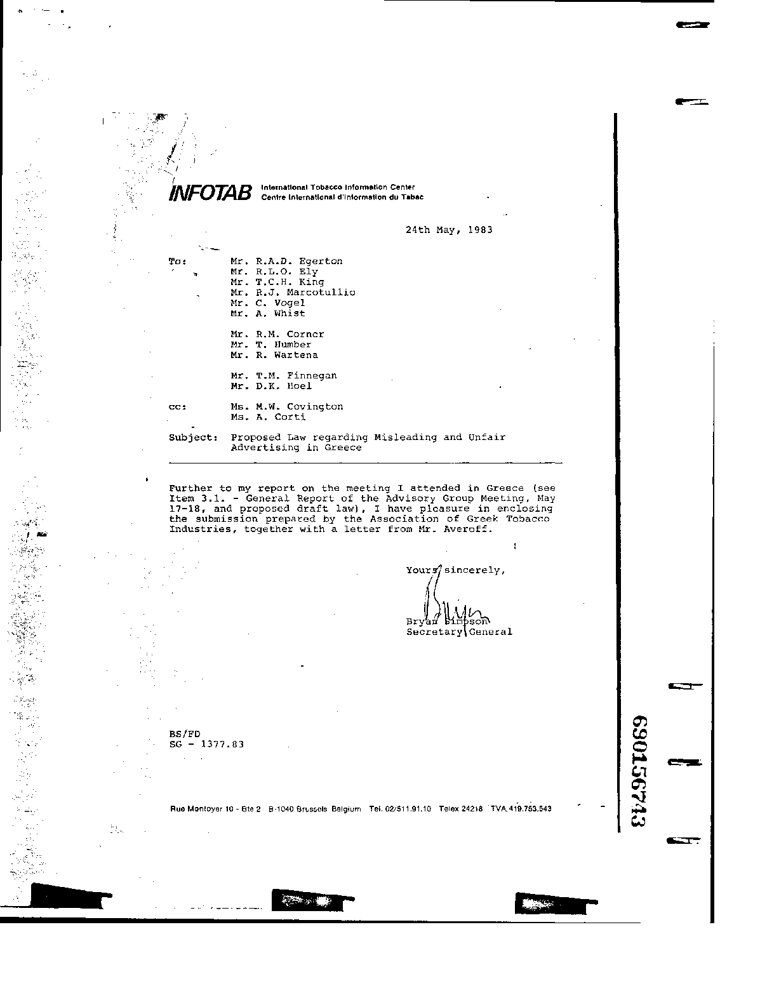 INFOTAB International Tobacco Information Center
Centre International d'Information du Tabac
24th May, 1983
To: Mr. R.A.D. Egerton
Mr. R.L.O. Ely
Mr. T.C.H. King
Mr. R.J. Marcotullio
Mr. C. Vogel
Mr. A. Whist
Mr. R.M. Corner
Mr. T. Humber
Mr. R. Wartena
Mr. T.M. Finnegan
Mr. D.K. Hoel
cc: Ms. M.W. Covington
Ms. A. Corti
Subject: Proposed Law regarding Misleading and Unfair
Advertising in Greece
Further to my report on the meeting I attended in Greece (see
Item 3.1. - General Report of the Advisory Group Meeting, May
17-18, and proposed draft law), I have pleasure in enclosing
the submission prepared by the Association of Greek Tobacco
Industries, together with a letter from Mr. Averoff.
Yours sincerely,
Bryan Simpson
Secretary General
BS/FD
SG - 1377.83
Rue Montoyer 10 - Bte 2 B-1040 Brussels Belgium Tel. 02/511.91.10 Telex 24218 TVA 419.753.543
690156743